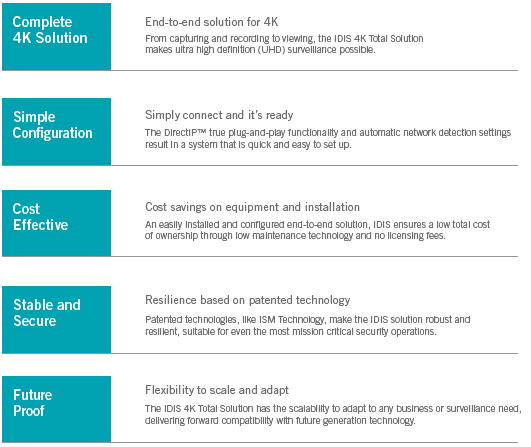 Complete
4K Solution
End-to-end solution for 4K
From capturing and recording to viewing, the IDIS 4K Total Solution
makes ultra high definition (UHD) surveillance possible.
Simple
Configuration
Simply connect and it's ready
The DirectIP™ true plug-and-play functionality and automatic network detection settings
result in a system that is quick and easy to set up.
Cost
Effective
Cost savings on equipment and installation
An easily installed and configured end-to-end solution, IDIS ensures a low total cost
of ownership through low maintenance technology and no licensing fees.
Stable and
Secure
Resilience based on patented technology
Patented technologies, like ISM Technology, make the IDIS solution robust and
resilient, suitable for even the most mission critical security operations.
Future
Proof
Flexibility to scale and adapt
The IDIS 4K Total Solution has the scalability to adapt to any business or surveillance need,
delivering forward compatibility with future generation technology.